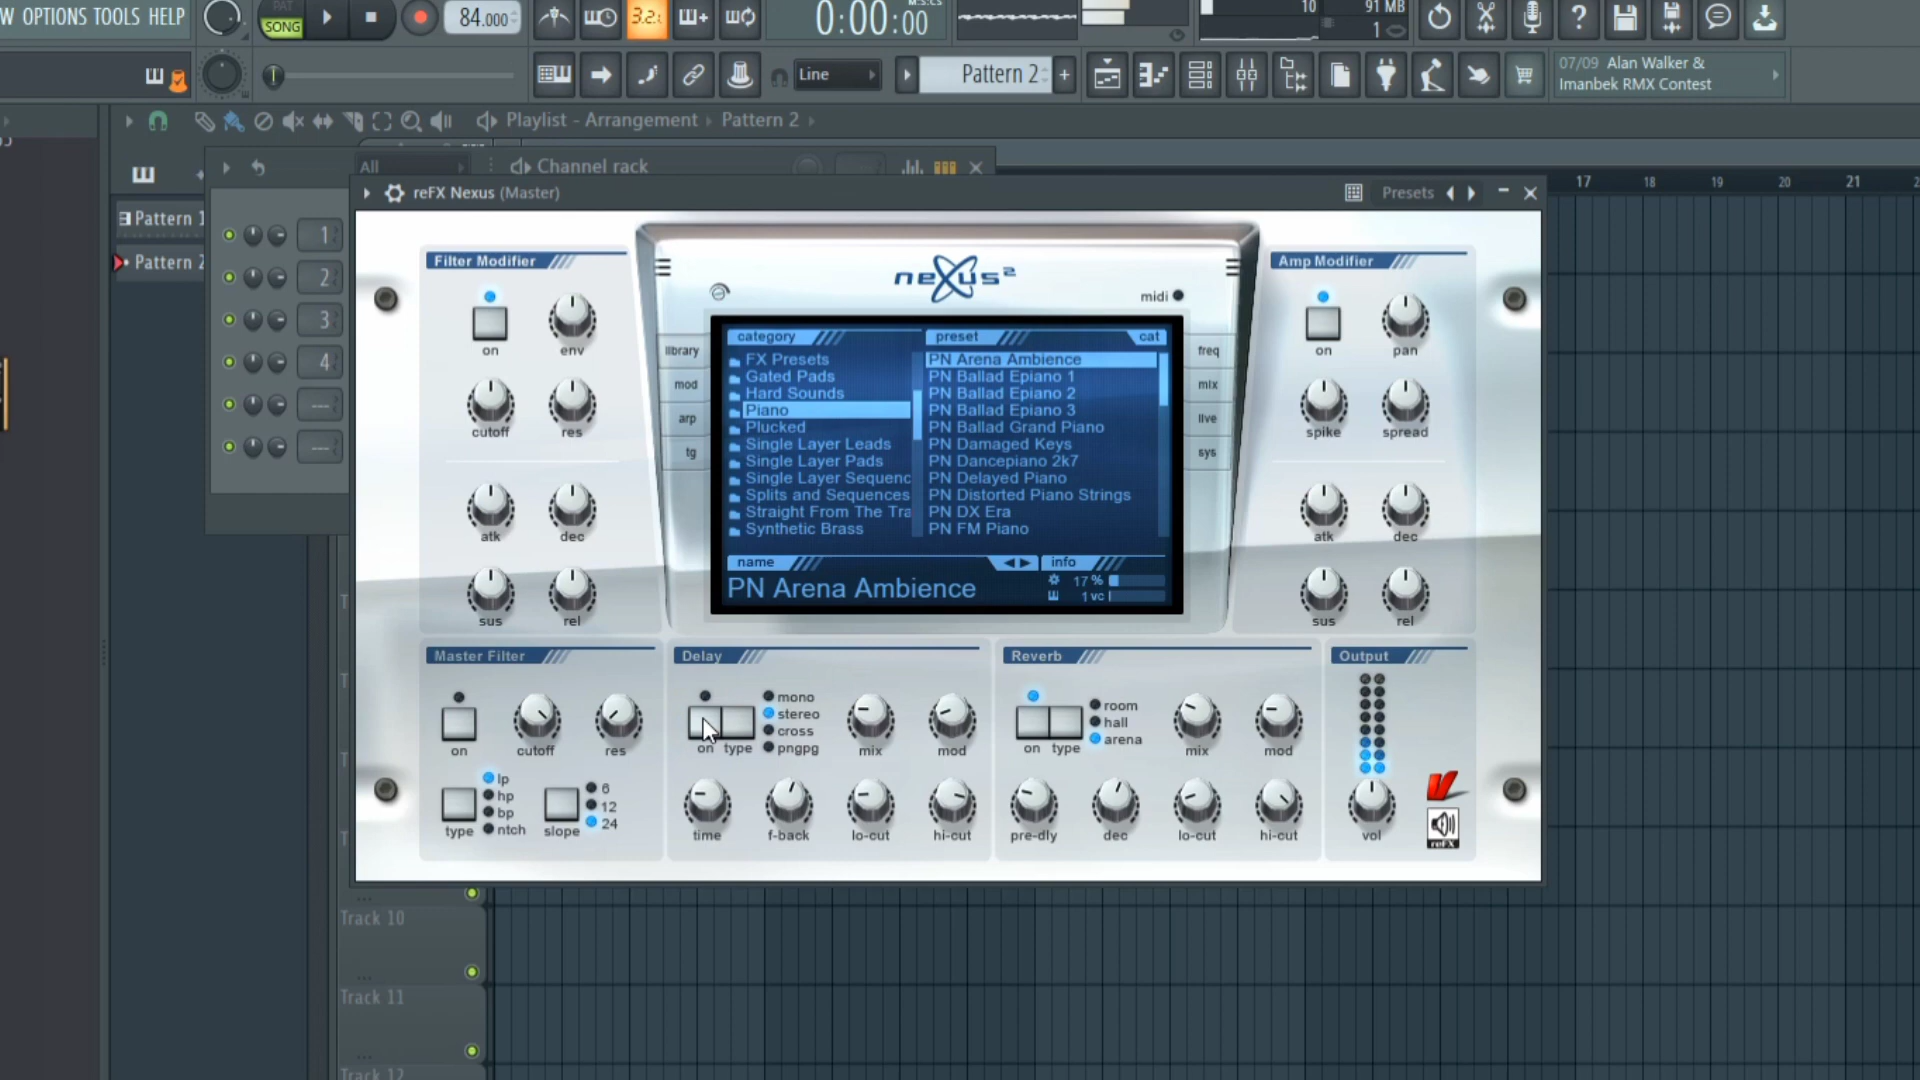 W OPTIONS TOOLS HELP
PAT
SONG
84.000
3.2.
0:00:00
M:S:CS
10
91 MB
1
Line
Pattern 2
+
07/09 Alan Walker &
Imanbek RMX Contest
Playlist - Arrangement
Pattern 2
All
Channel rack
reFX Nexus (Master)
Presets
17
18
19
20
21
Pattern 1
Pattern 2
1
2
3
4
---
---
Filter Modifier
on
env
cutoff
res
atk
dec
sus
rel
nexus²
midi
library
mod
arp
tg
freq
mix
live
sys
category
preset
cat
FX Presets
PN Arena Ambience
Gated Pads
PN Ballad Epiano 1
Hard Sounds
PN Ballad Epiano 2
Piano
PN Ballad Epiano 3
Plucked
PN Ballad Grand Piano
Single Layer Leads
PN Damaged Keys
Single Layer Pads
PN Dancepiano 2k7
Single Layer Sequenc
PN Delayed Piano
Splits and Sequences
PN Distorted Piano Strings
Straight From The Tra
PN DX Era
Synthetic Brass
PN FM Piano
name
info
PN Arena Ambience
17 %
1 vc
Amp Modifier
on
pan
spike
spread
atk
dec
sus
rel
Master Filter
on
cutoff
res
type
lp
hp
bp
ntch
slope
6
12
24
Delay
on
type
mono
stereo
cross
pngpg
mix
mod
time
f-back
lo-cut
hi-cut
Reverb
on
type
room
hall
arena
mix
mod
pre-dly
dec
lo-cut
hi-cut
Output
vol
reFX
Track 10
Track 11
Track 12